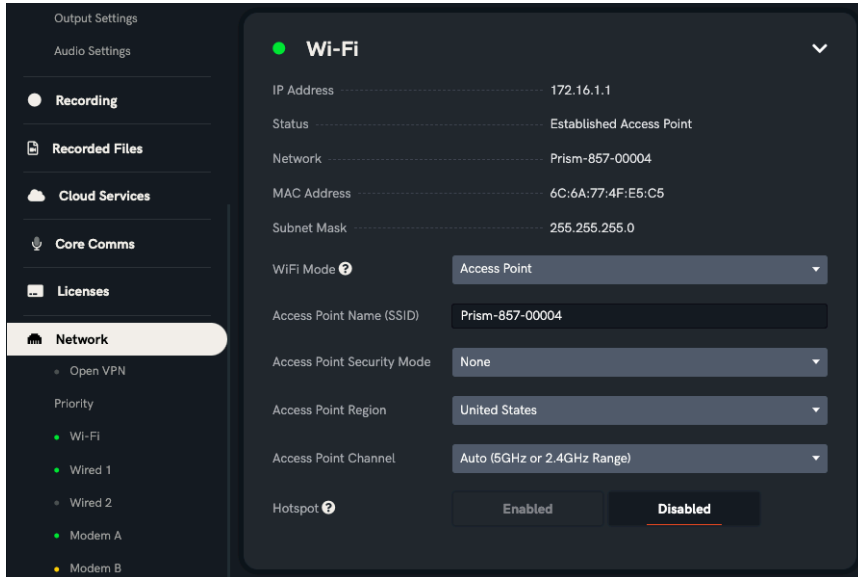 Output Settings
Audio Settings
Recording
Recorded Files
Cloud Services
Core Comms
Licenses
Network
Open VPN
Priority
Wi-Fi
Wired 1
Wired 2
Modem A
Modem B
Wi-Fi
IP Address 172.16.1.1
Status Established Access Point
Network Prism-857-00004
MAC Address 6C:6A:77:4F:E5:C5
Subnet Mask 255.255.255.0
WiFi Mode ? Access Point
Access Point Name (SSID) Prism-857-00004
Access Point Security Mode None
Access Point Region United States
Access Point Channel Auto (5GHz or 2.4GHz Range)
Hotspot ? Enabled Disabled